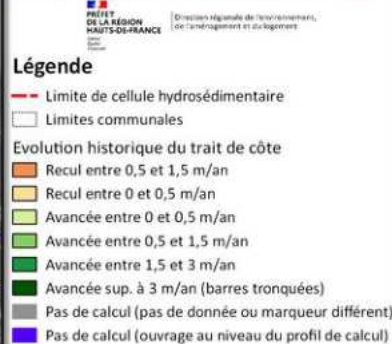 PRÉFET
DE LA RÉGION
HAUTS-DE-FRANCE
Direction régionale de l'environnement,
de l'aménagement et du logement
Légende
Limite de cellule hydrosédimentaire
Limites communales
Evolution historique du trait de côte
Recul entre 0,5 et 1,5 m/an
Recul entre 0 et 0,5 m/an
Avancée entre 0 et 0,5 m/an
Avancée entre 0,5 et 1,5 m/an
Avancée entre 1,5 et 3 m/an
Avancée sup. à 3 m/an (barres tronquées)
Pas de calcul (pas de donnée ou marqueur différent)
Pas de calcul (ouvrage au niveau du profil de calcul)